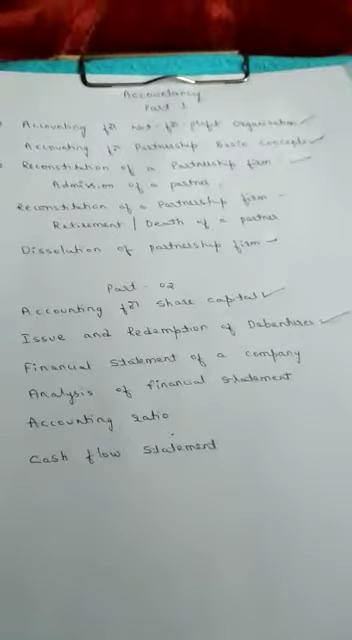 Accountancy
Part 1
Accounting for Not-for-Profit Organisation ✓
Accounting for Partnership Basic Concepts ✓
Reconstitution of a Partnership firm ✓
Admission of a partner.
Reconstitution of a Partnership firm -
Retirement / Death of a partner
Dissolution of partnership firm -
Part - 02
Accounting for share capital ✓
Issue and Redemption of Debentures ✓
Financial Statement of a company
Analysis of financial statement
Accounting ratio
Cash flow statement